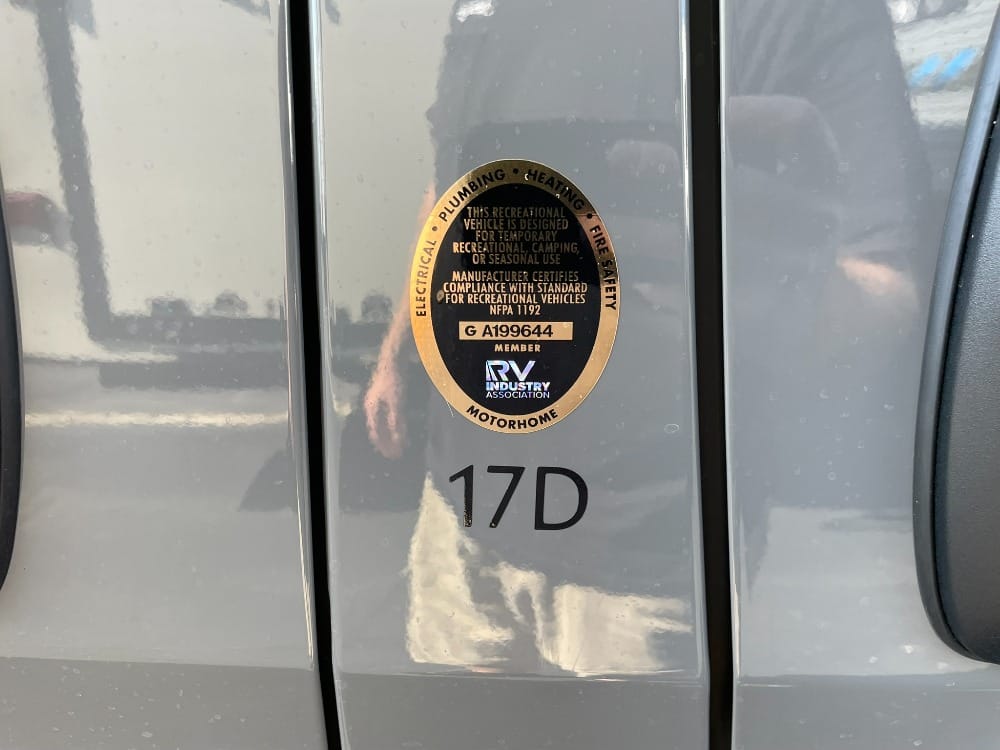 ELECTRICAL • PLUMBING • HEATING • FIRE SAFETY
THIS RECREATIONAL
VEHICLE IS DESIGNED
FOR TEMPORARY
RECREATIONAL, CAMPING,
OR SEASONAL USE
MANUFACTURER CERTIFIES
COMPLIANCE WITH STANDARD
FOR RECREATIONAL VEHICLES
NFPA 1192
G A199644
MEMBER
RV
INDUSTRY
ASSOCIATION
MOTORHOME
17D